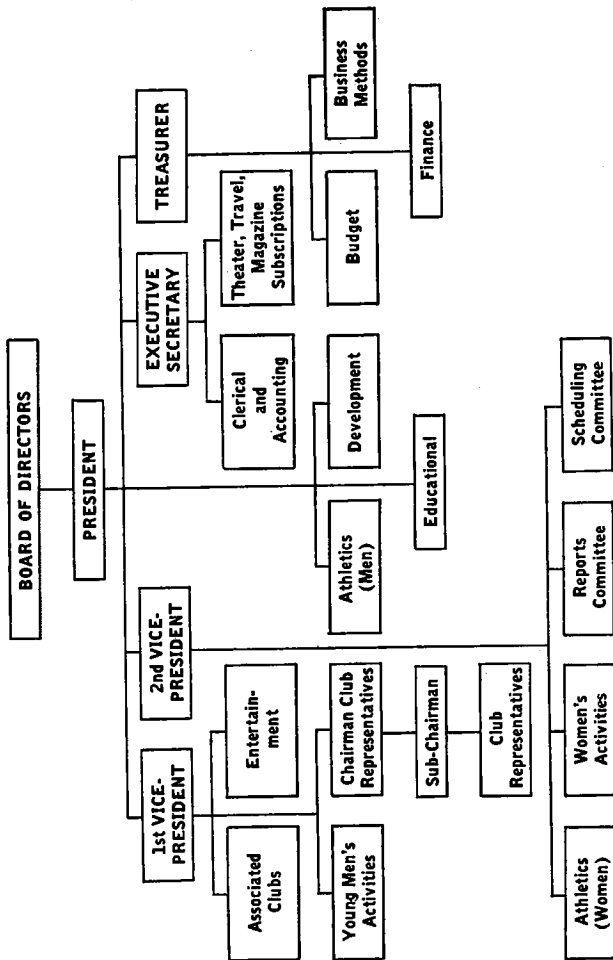 BOARD OF DIRECTORS
PRESIDENT
1st VICE-
PRESIDENT
2nd VICE-
PRESIDENT
EXECUTIVE
SECRETARY
TREASURER
Associated
Clubs
Entertain-
ment
Clerical
and
Accounting
Theater, Travel,
Magazine
Subscriptions
Young Men's
Activities
Chairman Club
Representatives
Athletics
(Men)
Development
Budget
Business
Methods
Sub-Chairman
Educational
Finance
Club
Representatives
Athletics
(Women)
Women's
Activities
Reports
Committee
Scheduling
Committee